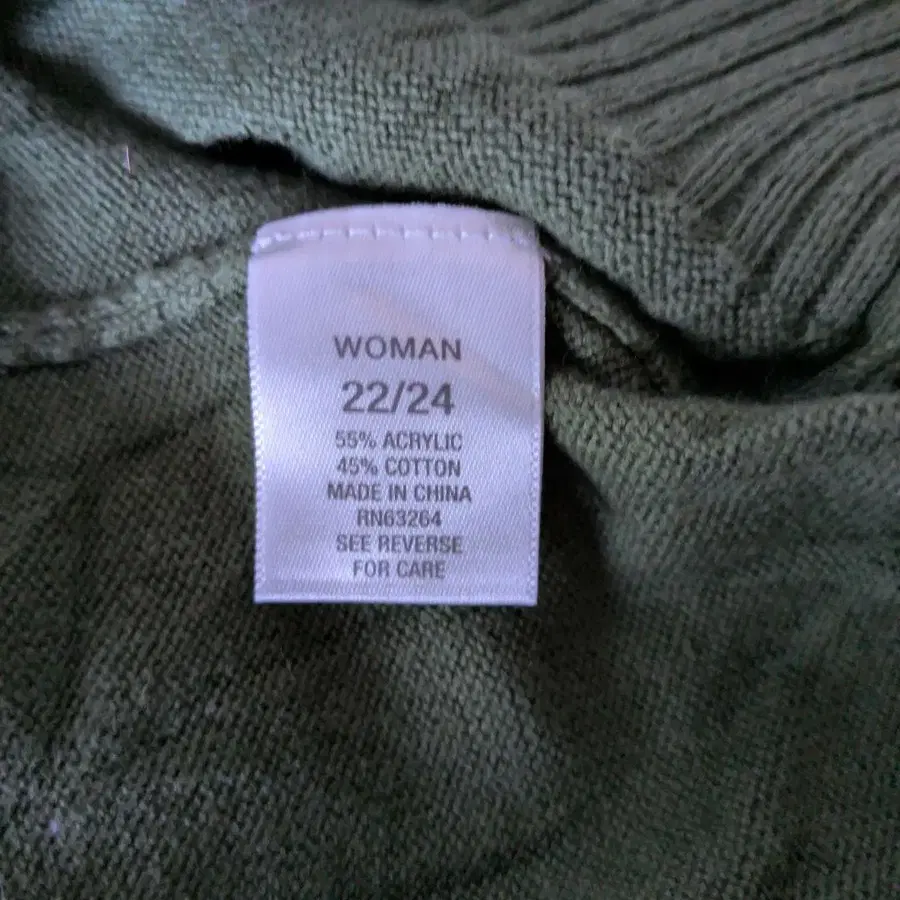 WOMAN
22/24
55% ACRYLIC
45% COTTON
MADE IN CHINA
RN63264
SEE REVERSE
FOR CARE